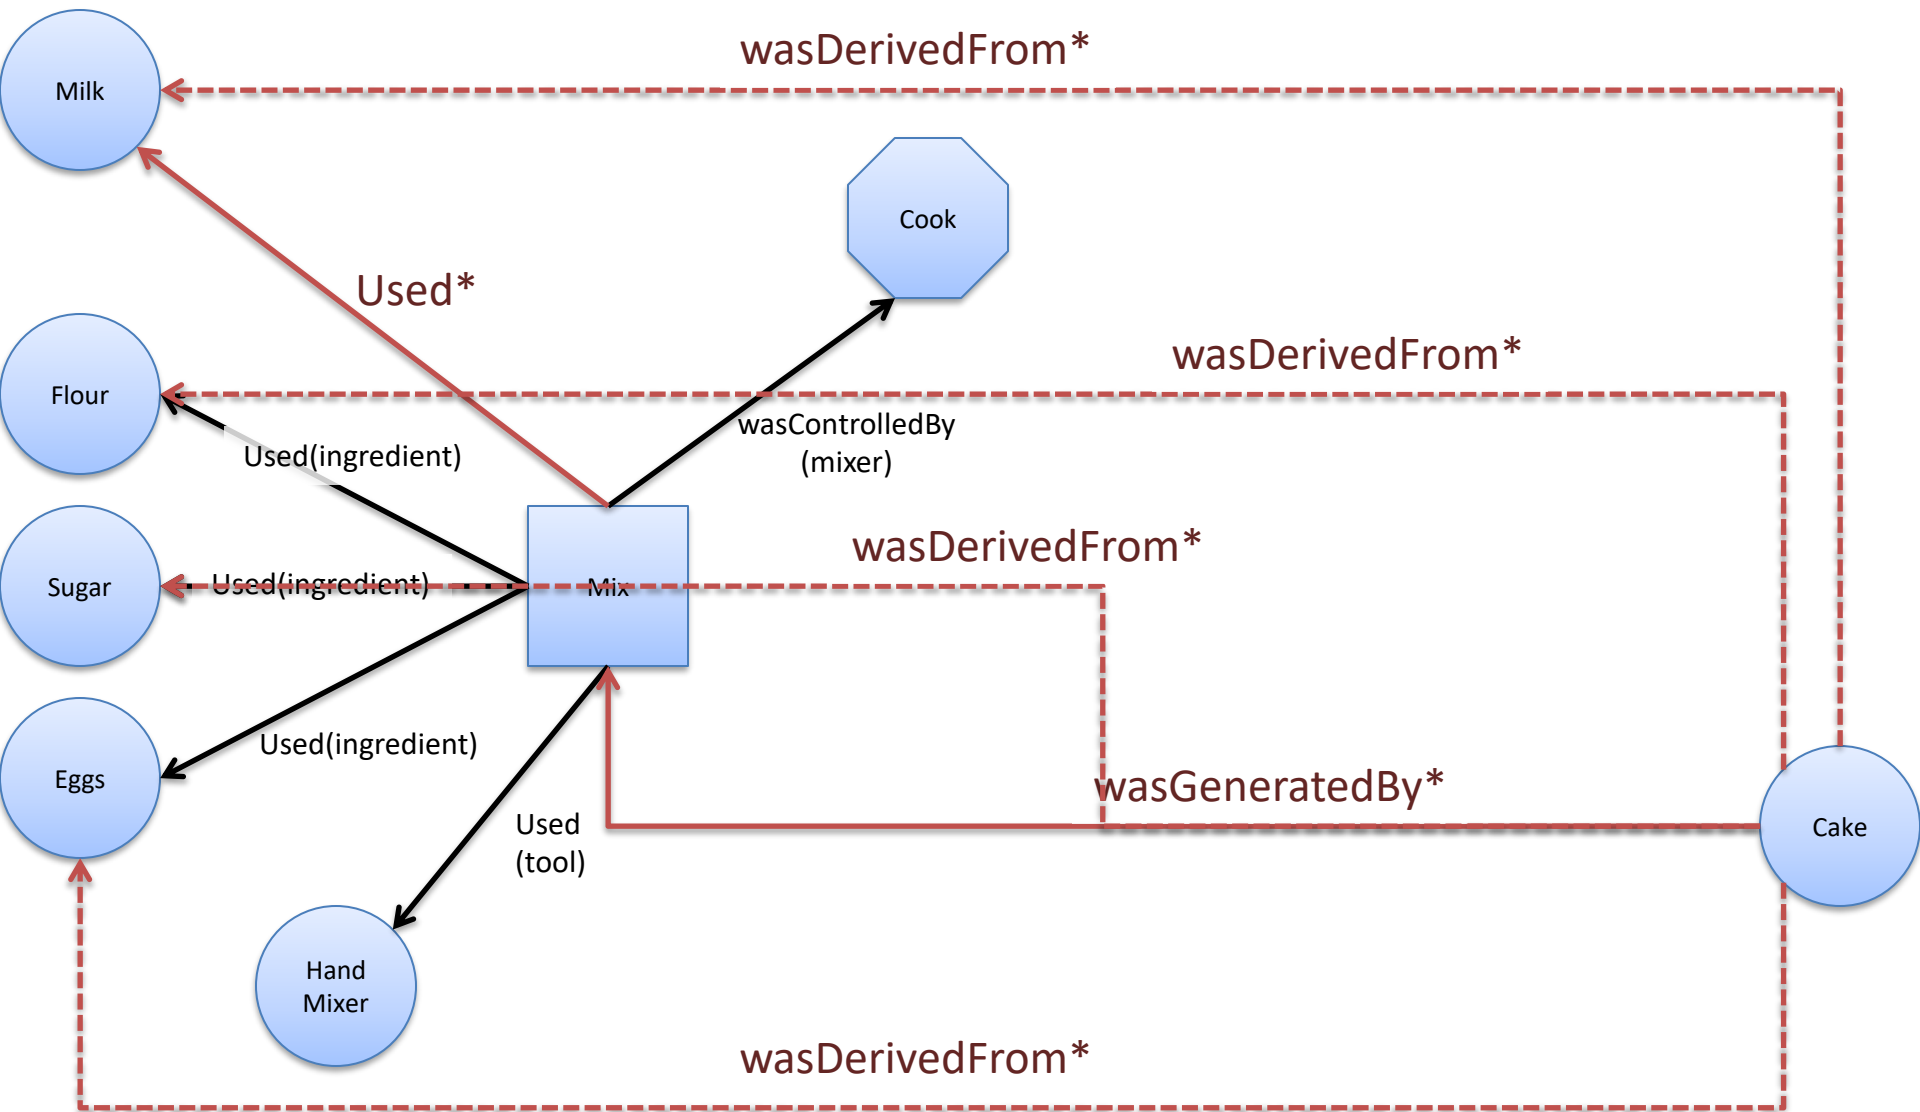 wasDerivedFrom*
Milk
Cook
Used*
wasDerivedFrom*
Flour
wasControlledBy
(mixer)
Used(ingredient)
wasDerivedFrom*
Sugar
Used(ingredient)
Mix
Used(ingredient)
Eggs
wasGeneratedBy*
Used
(tool)
Cake
Hand
Mixer
wasDerivedFrom*